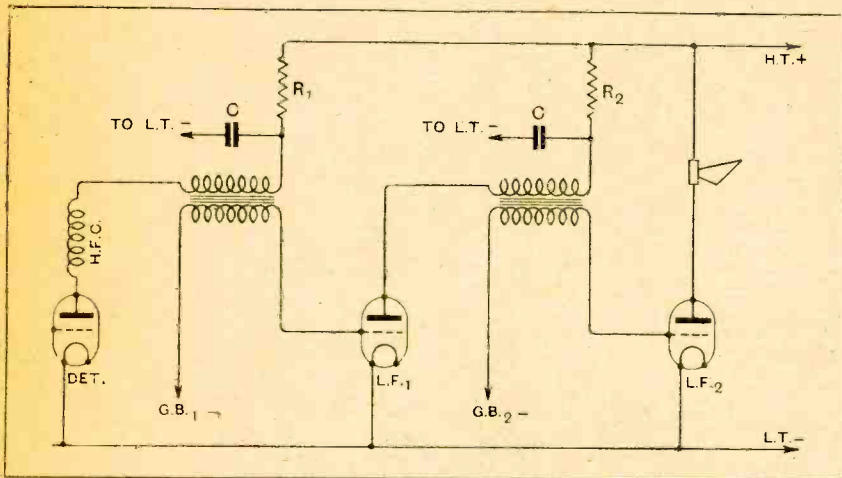 H.T.+
R₁
R₂
C
C
TO L.T. -
TO L.T. -
H.F.C.
DET.
L.F.1
L.F.2
G.B.1 -
G.B.2 -
L.T.-